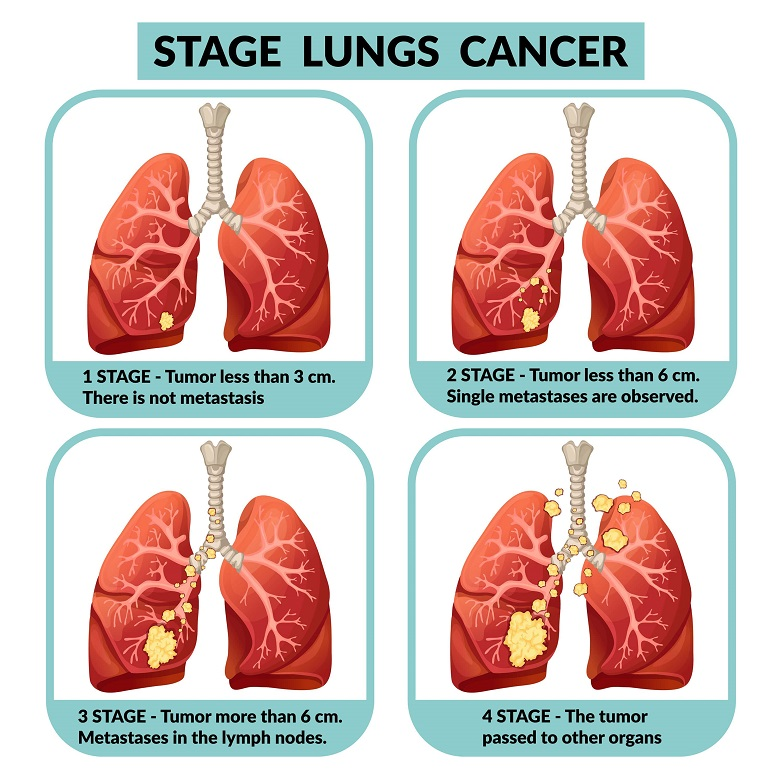 STAGE LUNGS CANCER
1 STAGE - Tumor less than 3 cm.
There is not metastasis
2 STAGE - Tumor less than 6 cm.
Single metastases are observed.
3 STAGE - Tumor more than 6 cm.
Metastases in the lymph nodes.
4 STAGE - The tumor
passed to other organs